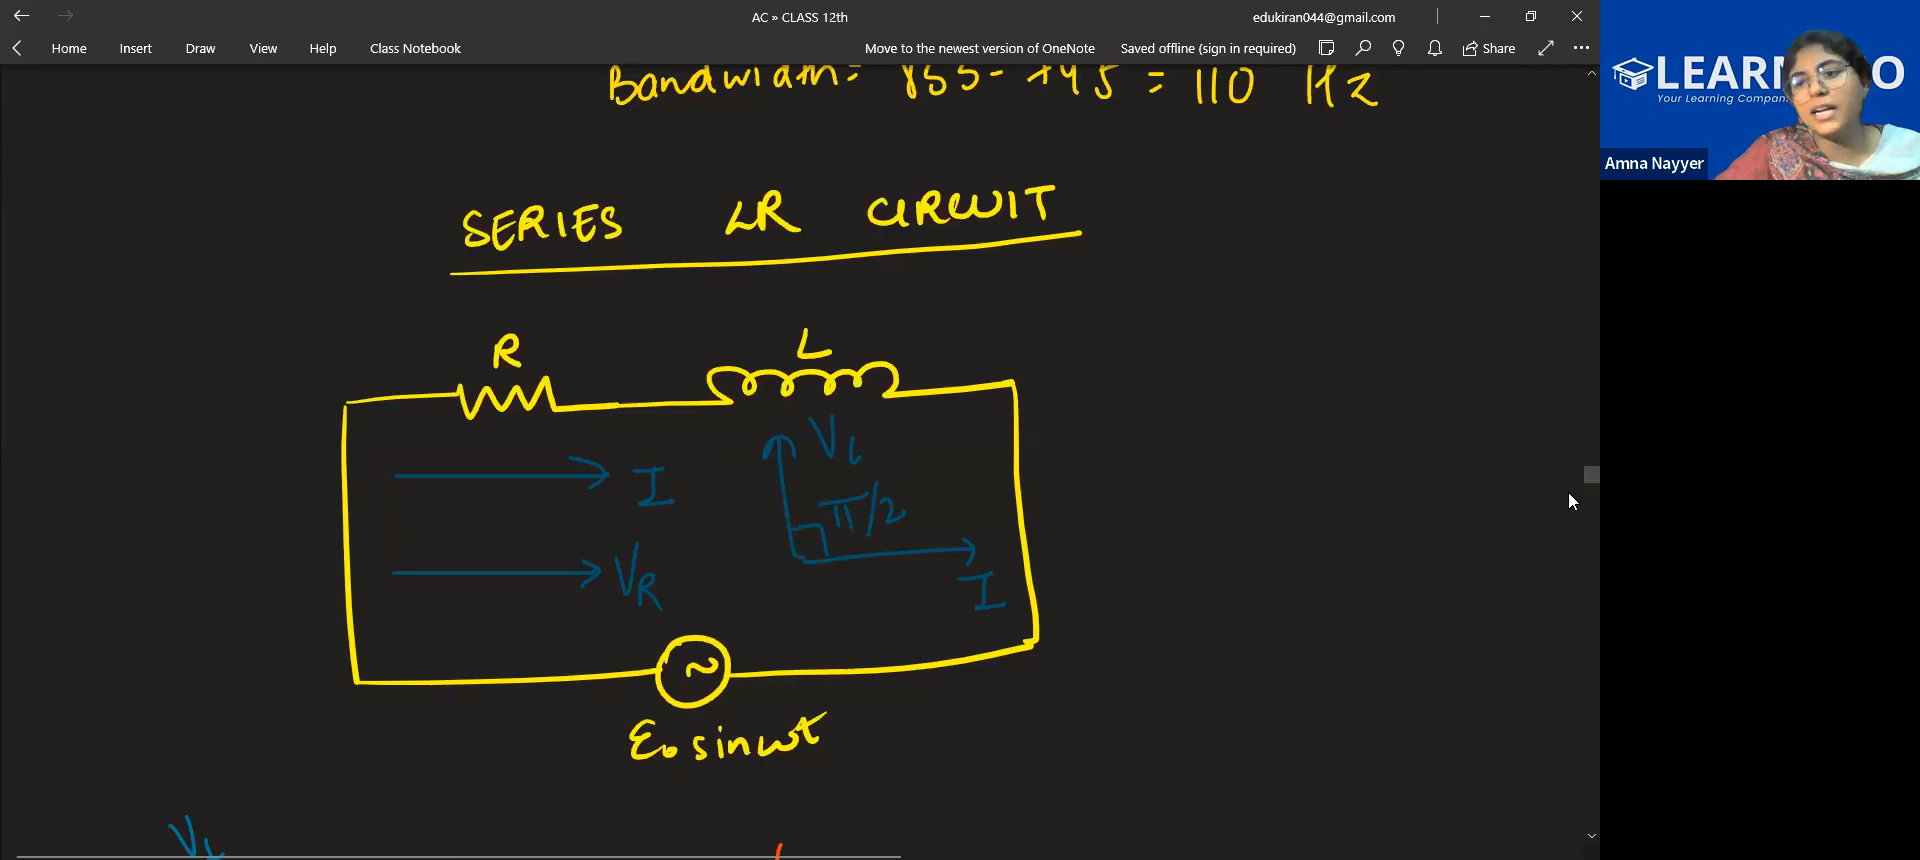 AC » CLASS 12th
edukiran044@gmail.com
Home Insert Draw View Help Class Notebook
Move to the newest version of OneNote
Saved offline (sign in required)
Share
LEARN O
Your Learning Compan
Amna Nayyer
Bandwidth = 855 - 745 = 110 Hz
SERIES LR CIRCUIT
R
L
I
VR
VL
π/2
I
~
ε₀ sin ωt
VL